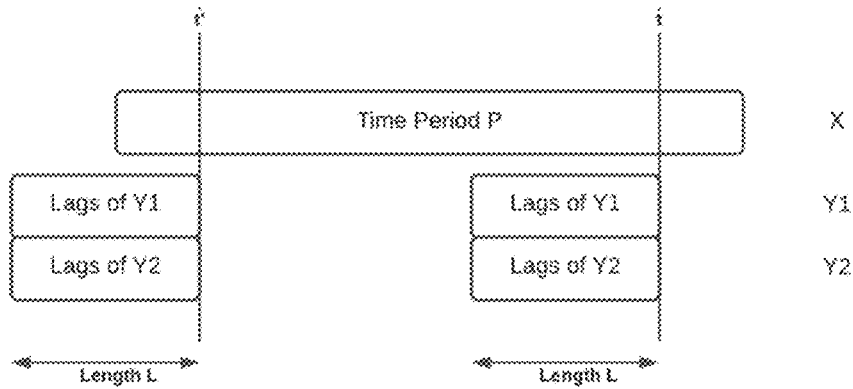 t' t
Time Period P X
Lags of Y1 Lags of Y1 Y1
Lags of Y2 Lags of Y2 Y2
Length L Length L